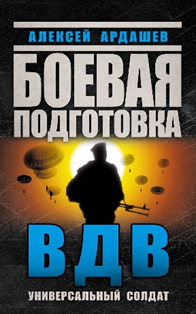 АЛЕКСЕЙ АРДАШЕВ
БОЕВАЯ
ПОДГОТОВКА
ВДВ
УНИВЕРСАЛЬНЫЙ СОЛДАТ